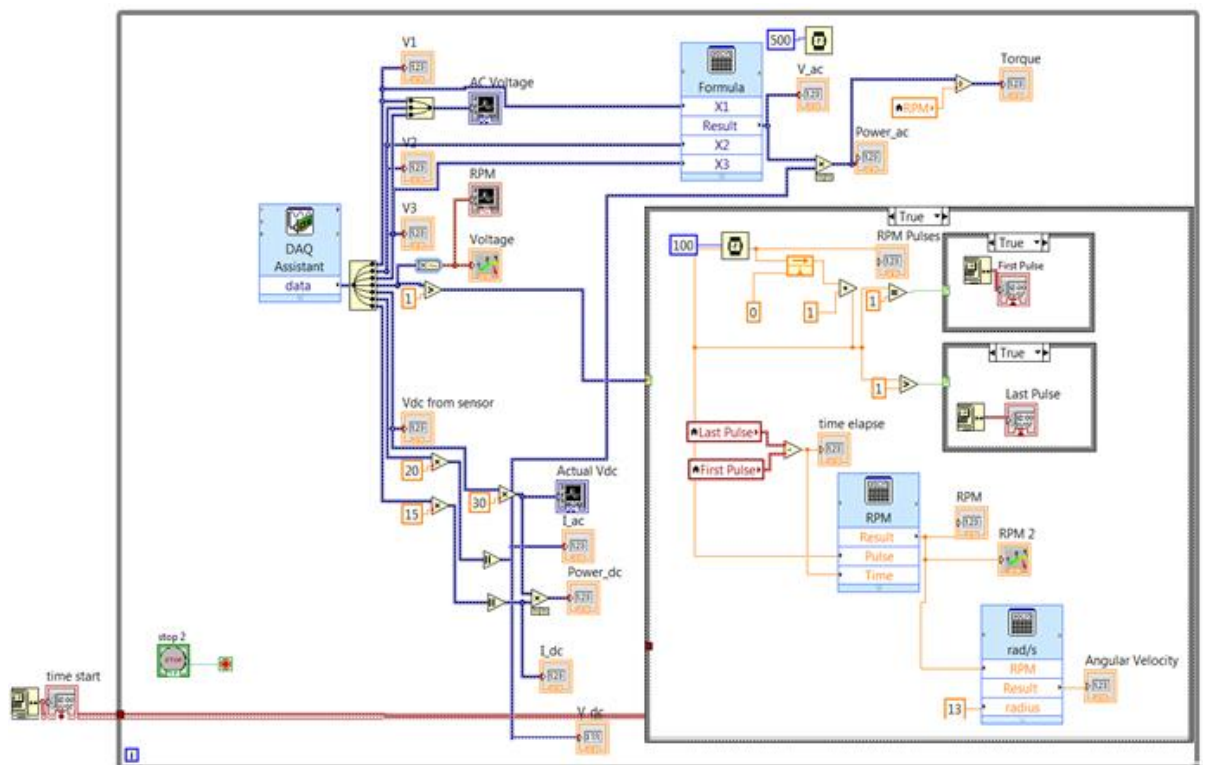 V1
AC Voltage
V2
RPM
V3
Voltage
DAQ
Assistant
data
1
500
Formula
X1
Result
X2
X3
V_ac
RPM
Torque
Power_ac
True
100
RPM Pulses
0
1
1
True
First Pulse
1
True
Last Pulse
Last Pulse
First Pulse
time elapse
RPM
Result
Pulse
Time
RPM
RPM 2
rad/s
RPM
Result
radius
13
Angular Velocity
Vdc from sensor
20
15
30
Actual Vdc
I_ac
Power_dc
I_dc
V_dc
stop 2
STOP
time start
i